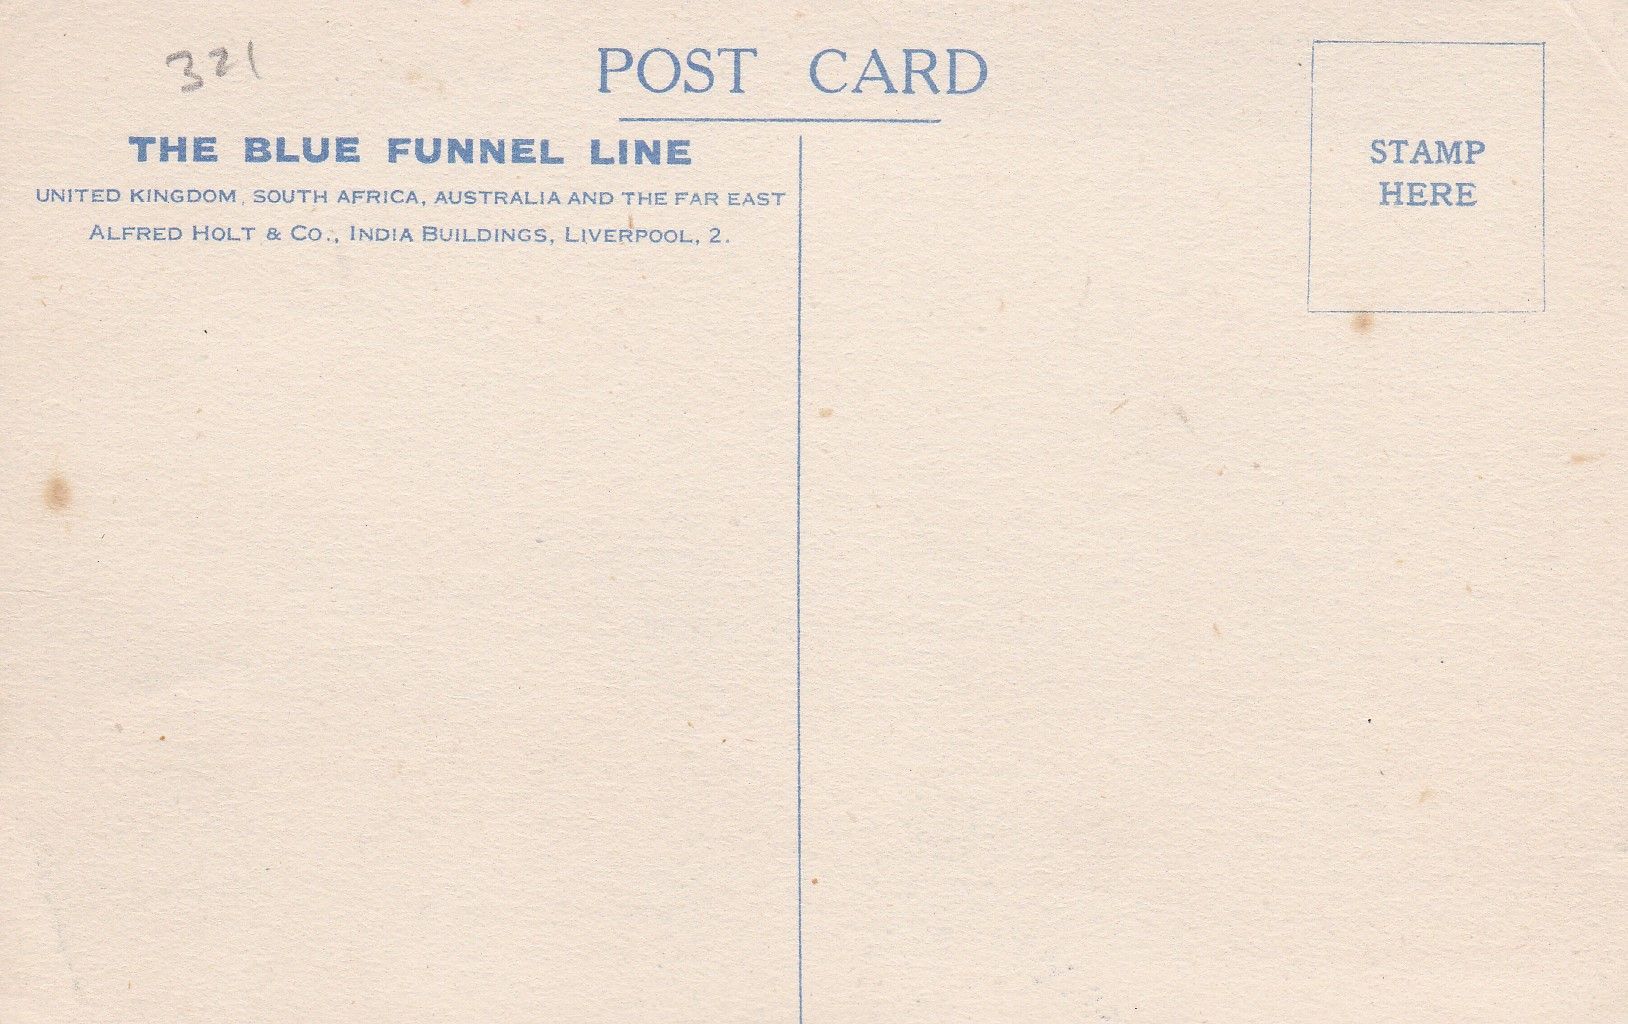 321
POST CARD
THE BLUE FUNNEL LINE
UNITED KINGDOM, SOUTH AFRICA, AUSTRALIA AND THE FAR EAST
ALFRED HOLT & CO., INDIA BUILDINGS, LIVERPOOL, 2.
STAMP
HERE